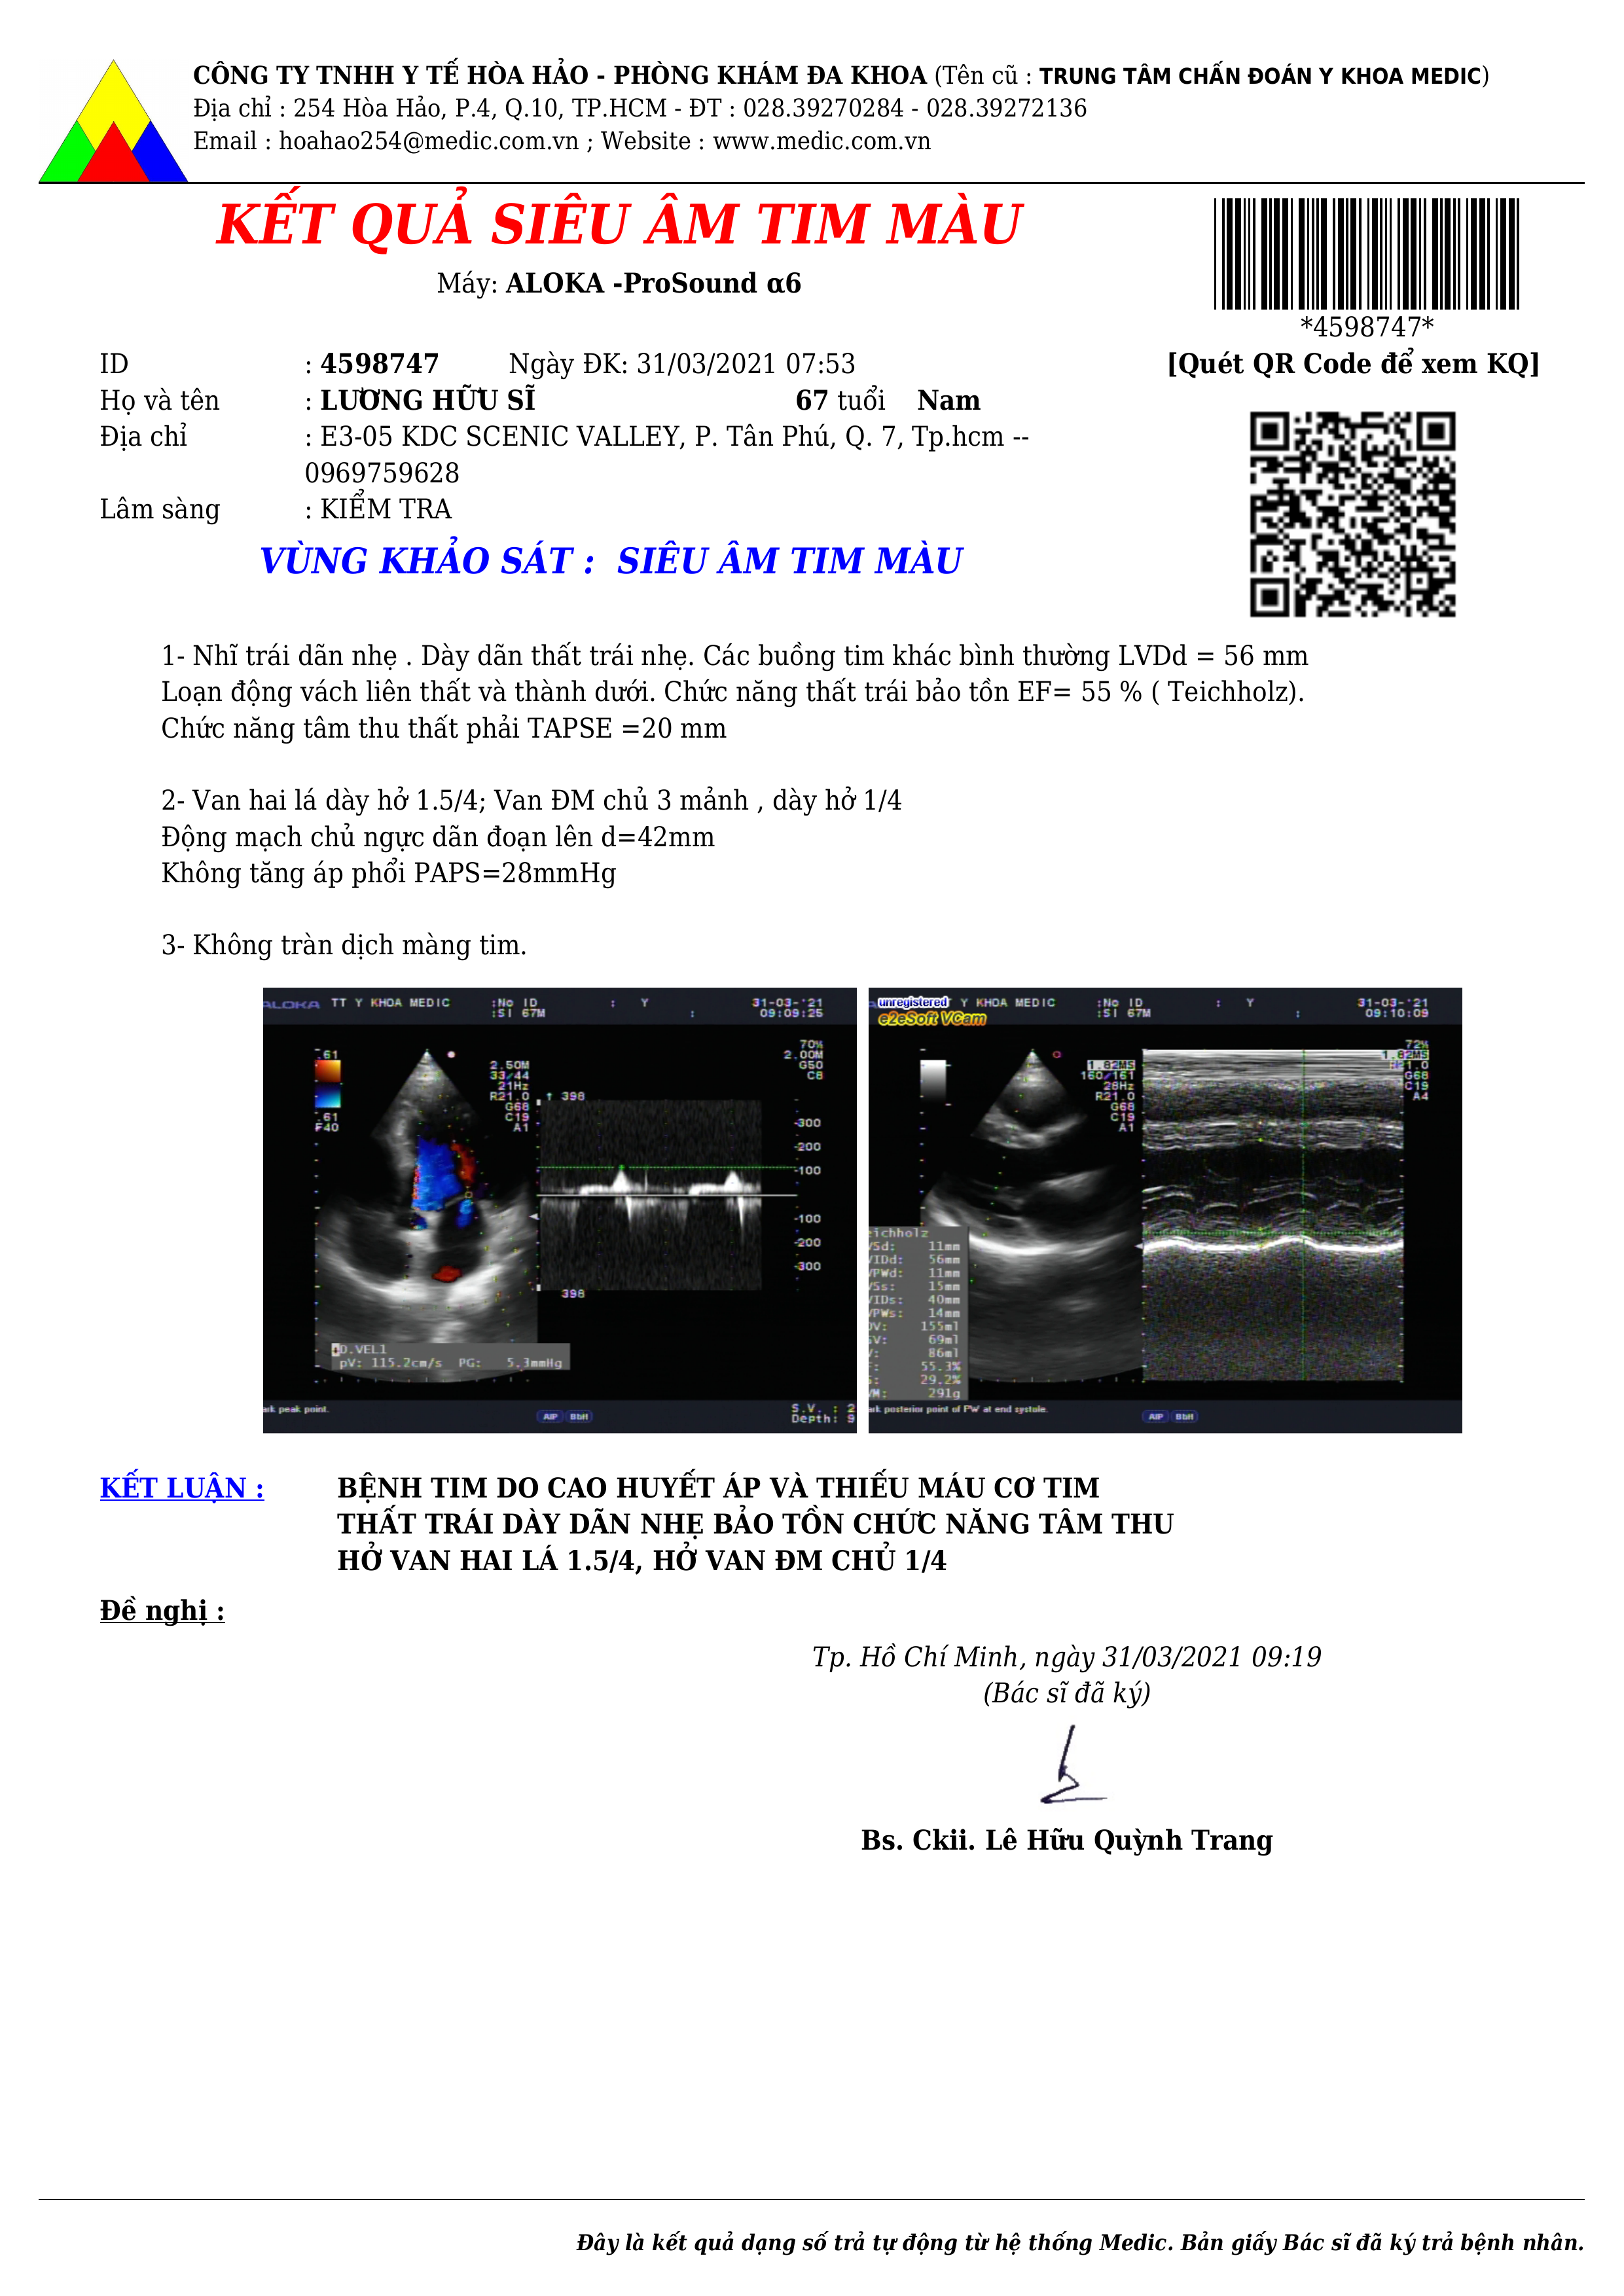 CÔNG TY TNHH Y TẾ HÒA HẢO - PHÒNG KHÁM ĐA KHOA (Tên cũ : TRUNG TÂM CHẨN ĐOÁN Y KHOA MEDIC)
Địa chỉ : 254 Hòa Hảo, P.4, Q.10, TP.HCM - ĐT : 028.39270284 - 028.39272136
Email : hoahao254@medic.com.vn ; Website : www.medic.com.vn
KẾT QUẢ SIÊU ÂM TIM MÀU
Máy: ALOKA -ProSound α6
*4598747*
ID : 4598747 Ngày ĐK: 31/03/2021 07:53
[Quét QR Code để xem KQ]
Họ và tên : LƯƠNG HỮU SĨ 67 tuổi Nam
Địa chỉ : E3-05 KDC SCENIC VALLEY, P. Tân Phú, Q. 7, Tp.hcm --
0969759628
Lâm sàng : KIỂM TRA
VÙNG KHẢO SÁT : SIÊU ÂM TIM MÀU
1- Nhĩ trái dãn nhẹ . Dày dãn thất trái nhẹ. Các buồng tim khác bình thường LVDd = 56 mm
Loạn động vách liên thất và thành dưới. Chức năng thất trái bảo tồn EF= 55 % ( Teichholz).
Chức năng tâm thu thất phải TAPSE =20 mm
2- Van hai lá dày hở 1.5/4; Van ĐM chủ 3 mảnh , dày hở 1/4
Động mạch chủ ngực dãn đoạn lên d=42mm
Không tăng áp phổi PAPS=28mmHg
3- Không tràn dịch màng tim.
ALOKA TT Y KHOA MEDIC :No ID : Y 31-03-'21
:SI 67M : 09:09:25
70%
2.00M
G50
C8
.61
2.50M
33/44
21Hz
R21.0
G68
C19
A1
.61
F40
398
-300
-200
-100
-100
-200
-300
398
D.VEL1
pV: 115.2cm/s PG: 5.3mmHg
ark peak point.
AIP BbH
S.V. : 2
Depth: 9
unregistered Y KHOA MEDIC :No ID : Y 31-03-'21
e2eSoft VCam :SI 67M : 09:10:09
72%
1.82MS
R21.0
G68
C19
A4
1.82MS
160/161
28Hz
R21.0
G68
C19
A1
eichholz
VSd: 11mm
VIDd: 56mm
VPWd: 11mm
VSs: 15mm
VIDs: 40mm
VPWs: 14mm
DV: 155ml
SV: 69ml
V: 86ml
F: 55.3%
S: 29.2%
VM: 291g
ark posterior point of PW at end systole.
AIP BbH
KẾT LUẬN : BỆNH TIM DO CAO HUYẾT ÁP VÀ THIẾU MÁU CƠ TIM
THẤT TRÁI DÀY DÃN NHẸ BẢO TỒN CHỨC NĂNG TÂM THU
HỞ VAN HAI LÁ 1.5/4, HỞ VAN ĐM CHỦ 1/4
Đề nghị :
Tp. Hồ Chí Minh, ngày 31/03/2021 09:19
(Bác sĩ đã ký)
Bs. Ckii. Lê Hữu Quỳnh Trang
Đây là kết quả dạng số trả tự động từ hệ thống Medic. Bản giấy Bác sĩ đã ký trả bệnh nhân.